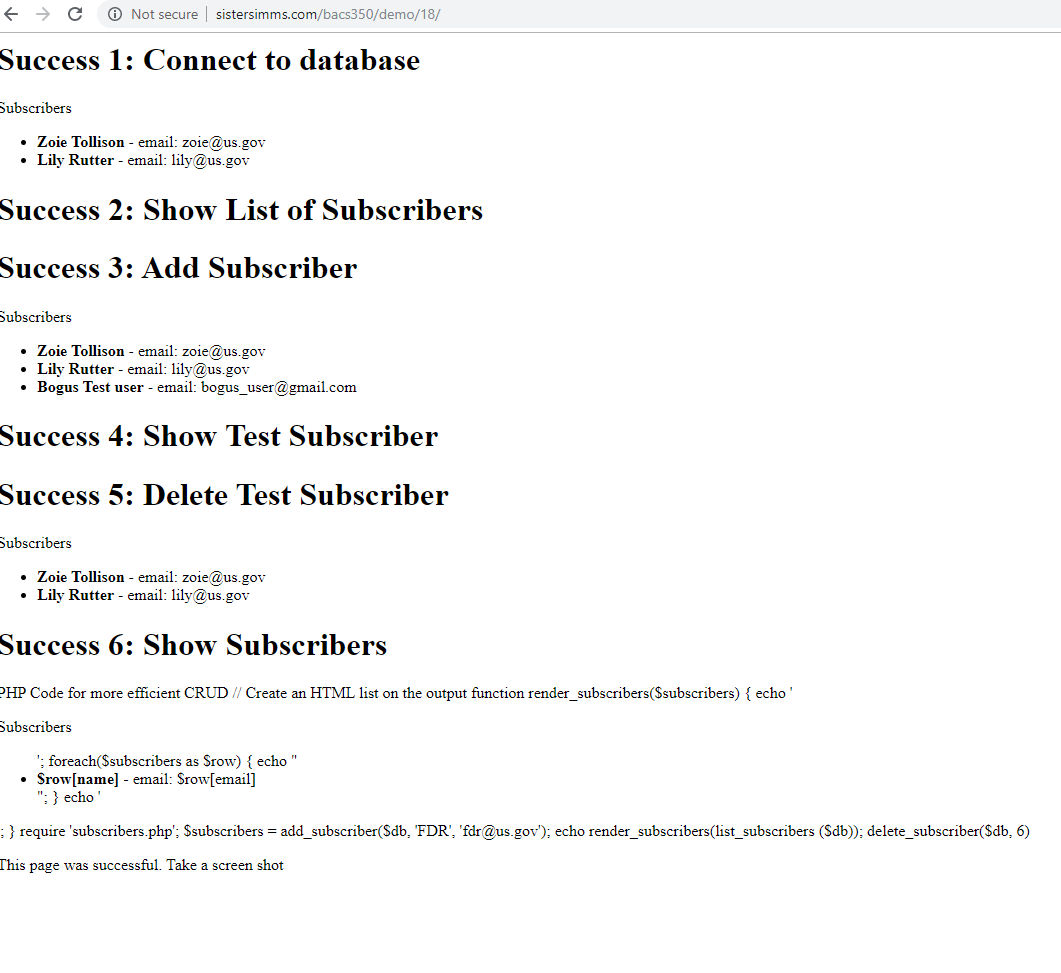 Not secure | sistersimms.com/bacs350/demo/18/
Success 1: Connect to database
Subscribers
• Zoie Tollison - email: zoie@us.gov
• Lily Rutter - email: lily@us.gov
Success 2: Show List of Subscribers
Success 3: Add Subscriber
Subscribers
• Zoie Tollison - email: zoie@us.gov
• Lily Rutter - email: lily@us.gov
• Bogus Test user - email: bogus_user@gmail.com
Success 4: Show Test Subscriber
Success 5: Delete Test Subscriber
Subscribers
• Zoie Tollison - email: zoie@us.gov
• Lily Rutter - email: lily@us.gov
Success 6: Show Subscribers
PHP Code for more efficient CRUD // Create an HTML list on the output function render_subscribers($subscribers) { echo '
Subscribers
'; foreach($subscribers as $row) { echo "
• $row[name] - email: $row[email]
"; } echo '
; } require 'subscribers.php'; $subscribers = add_subscriber($db, 'FDR', 'fdr@us.gov'); echo render_subscribers(list_subscribers ($db)); delete_subscriber($db, 6)
This page was successful. Take a screen shot